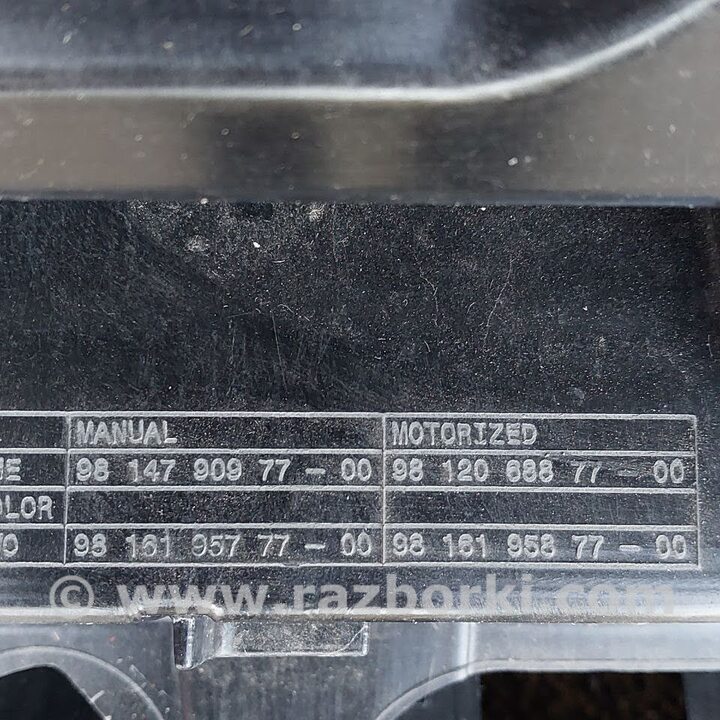 MANUAL MOTORIZED
98 147 909 77 - 00 98 120 688 77 - 00
98 161 957 77 - 00 98 161 958 77 - 00
© www.razborki.com